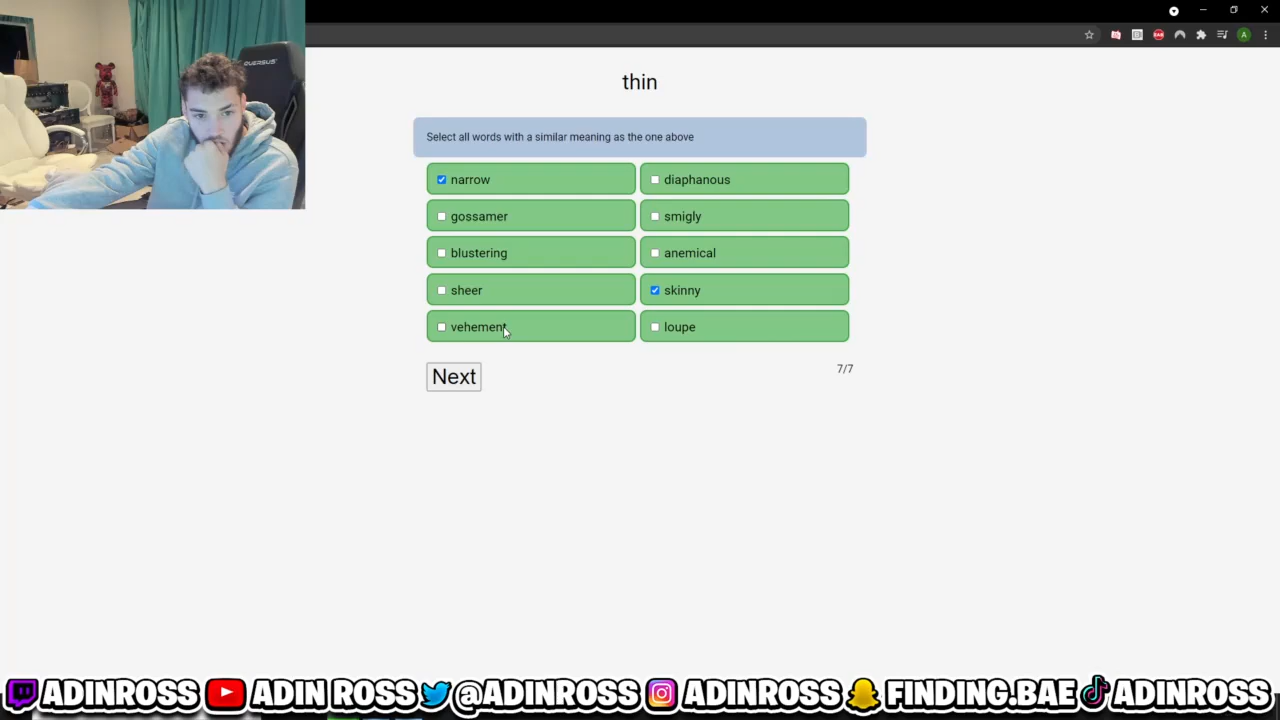 QUERSUS
thin
Select all words with a similar meaning as the one above
narrow
diaphanous
gossamer
smigly
blustering
anemical
sheer
skinny
vehement
loupe
Next
7/7
ADINROSS ADIN ROSS @ADINROSS ADINROSS FINDING.BAE ADINROSS